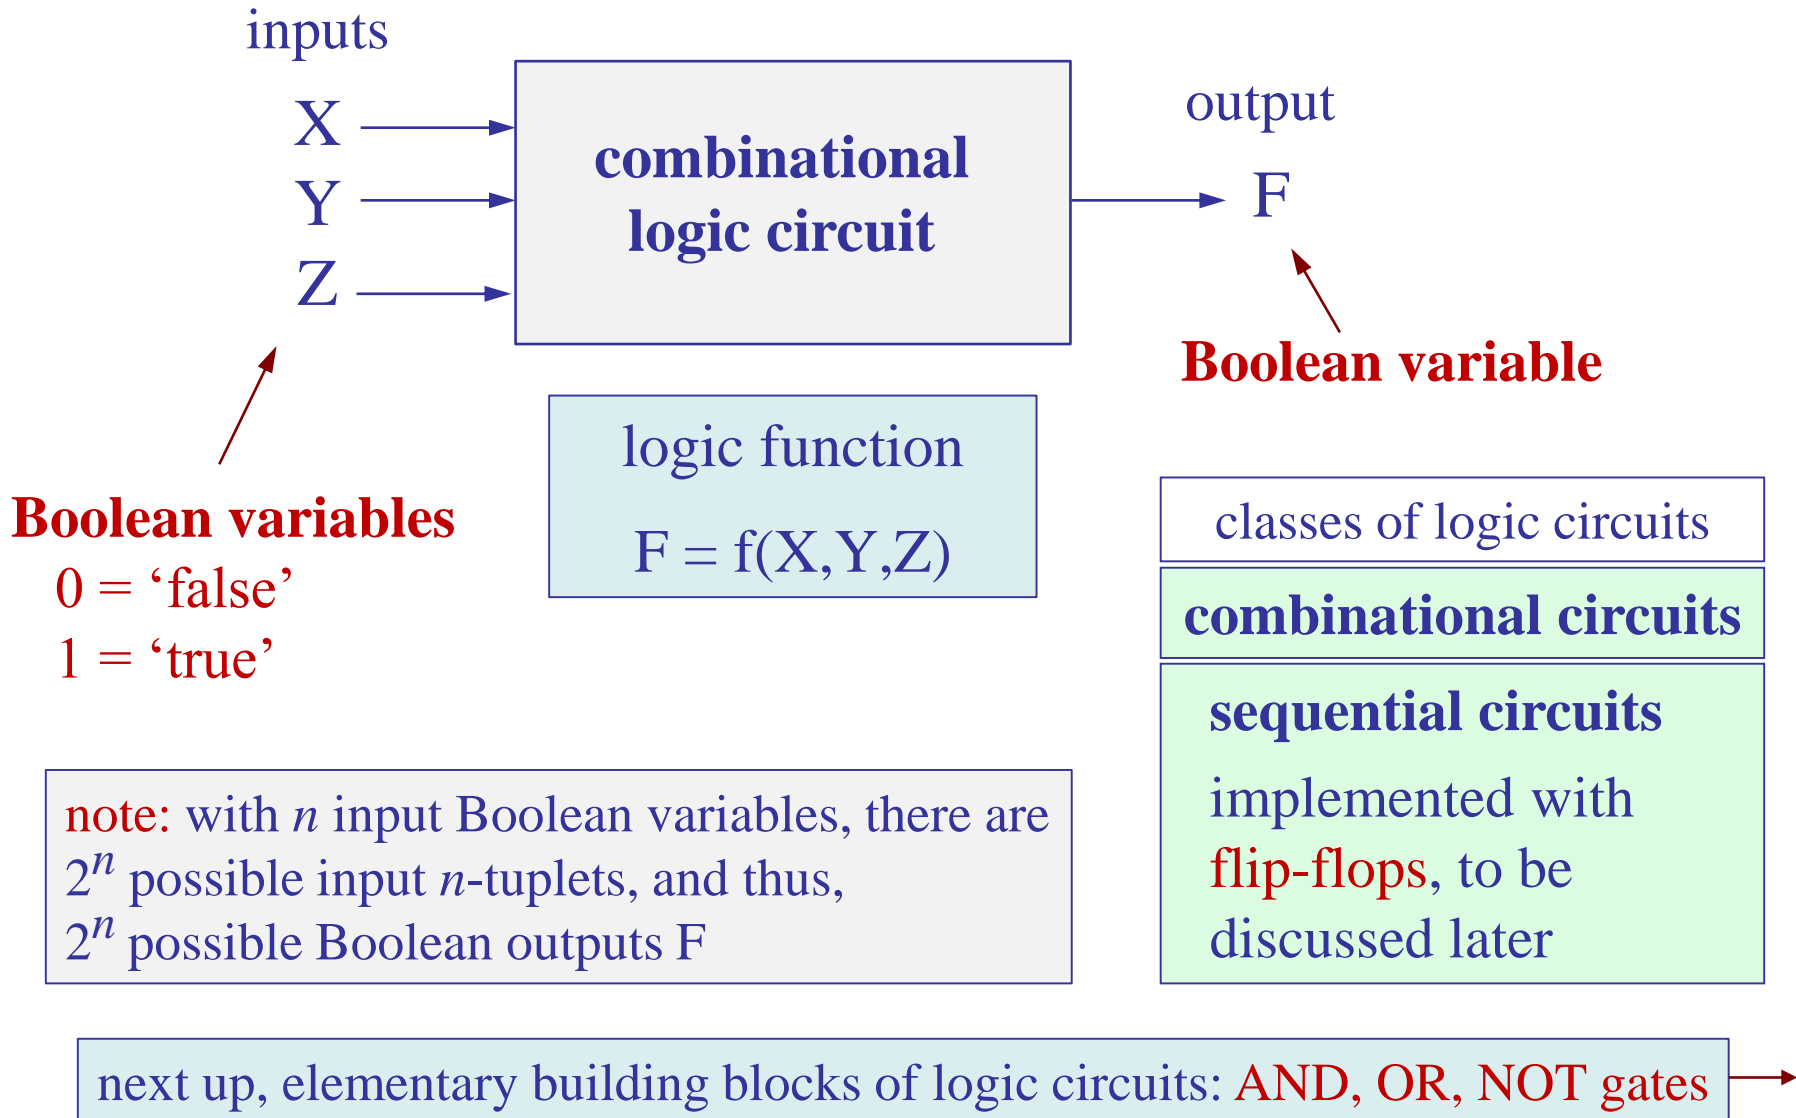 inputs
X
Y
Z
combinational
logic circuit
output
F
Boolean variable
Boolean variables
0 = ‘false’
1 = ‘true’
logic function
F = f(X,Y,Z)
classes of logic circuits
combinational circuits
sequential circuits
implemented with
flip-flops, to be
discussed later
note: with n input Boolean variables, there are
2ⁿ possible input n-tuplets, and thus,
2ⁿ possible Boolean outputs F
next up, elementary building blocks of logic circuits: AND, OR, NOT gates